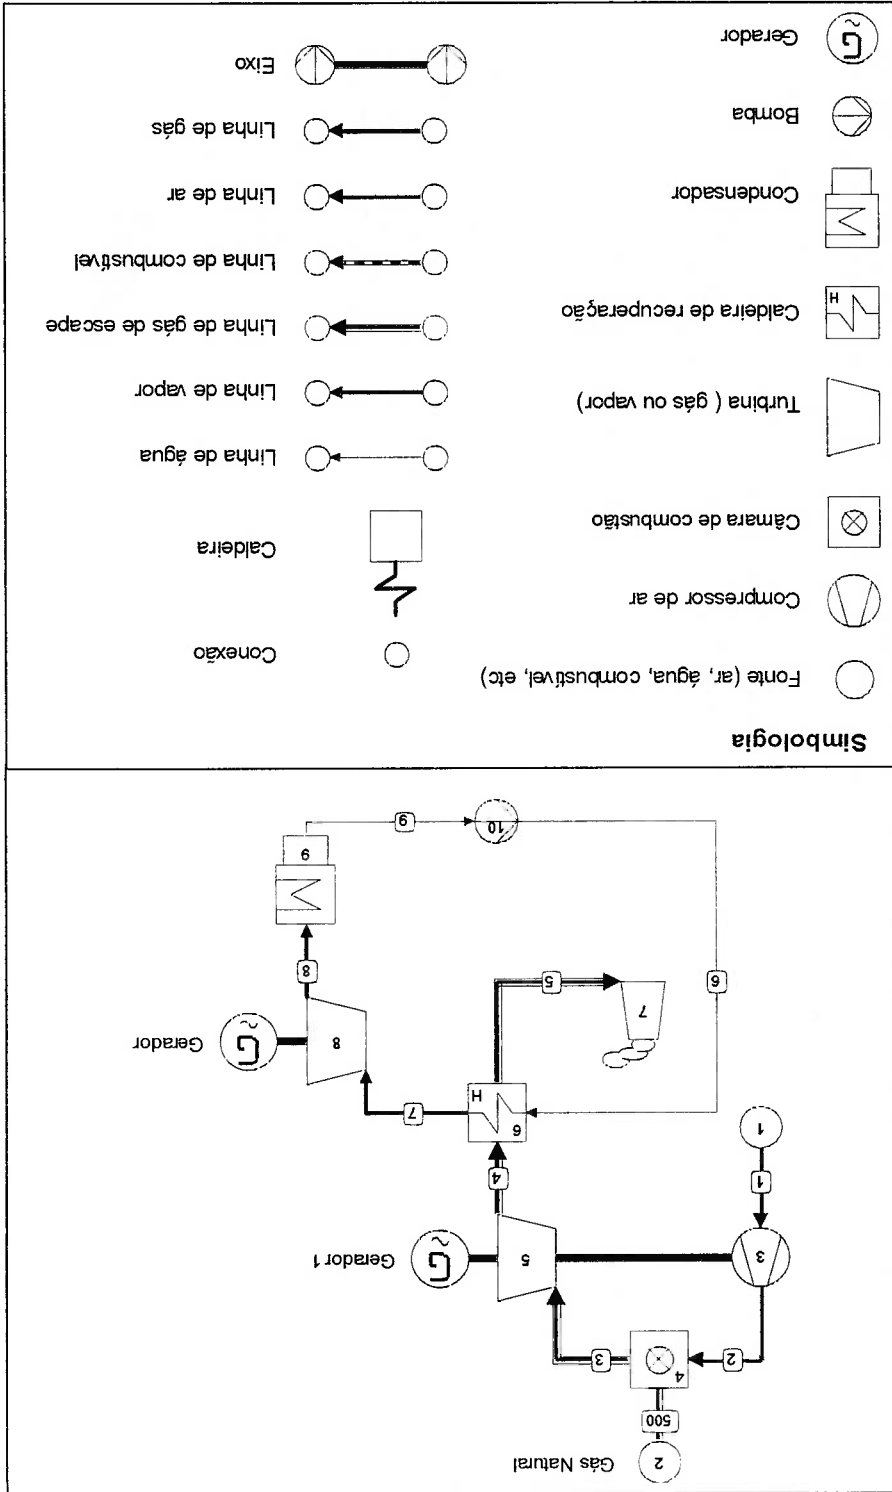 2 Gás Natural
500
4
2
3
3
5
G
~
Gerador 1
1
4
1
6
H
7
8
G
~
Gerador
7
5
6
8
9
10
9
Simbologia
Fonte (ar, água, combustível, etc)
Compressor de ar
Câmara de combustão
Turbina ( gás ou vapor)
H
Caldeira de recuperação
Condensador
Bomba
G
~
Gerador
Conexão
Caldeira
Linha de água
Linha de vapor
Linha de gás de escape
Linha de combustível
Linha de ar
Linha de gás
Eixo